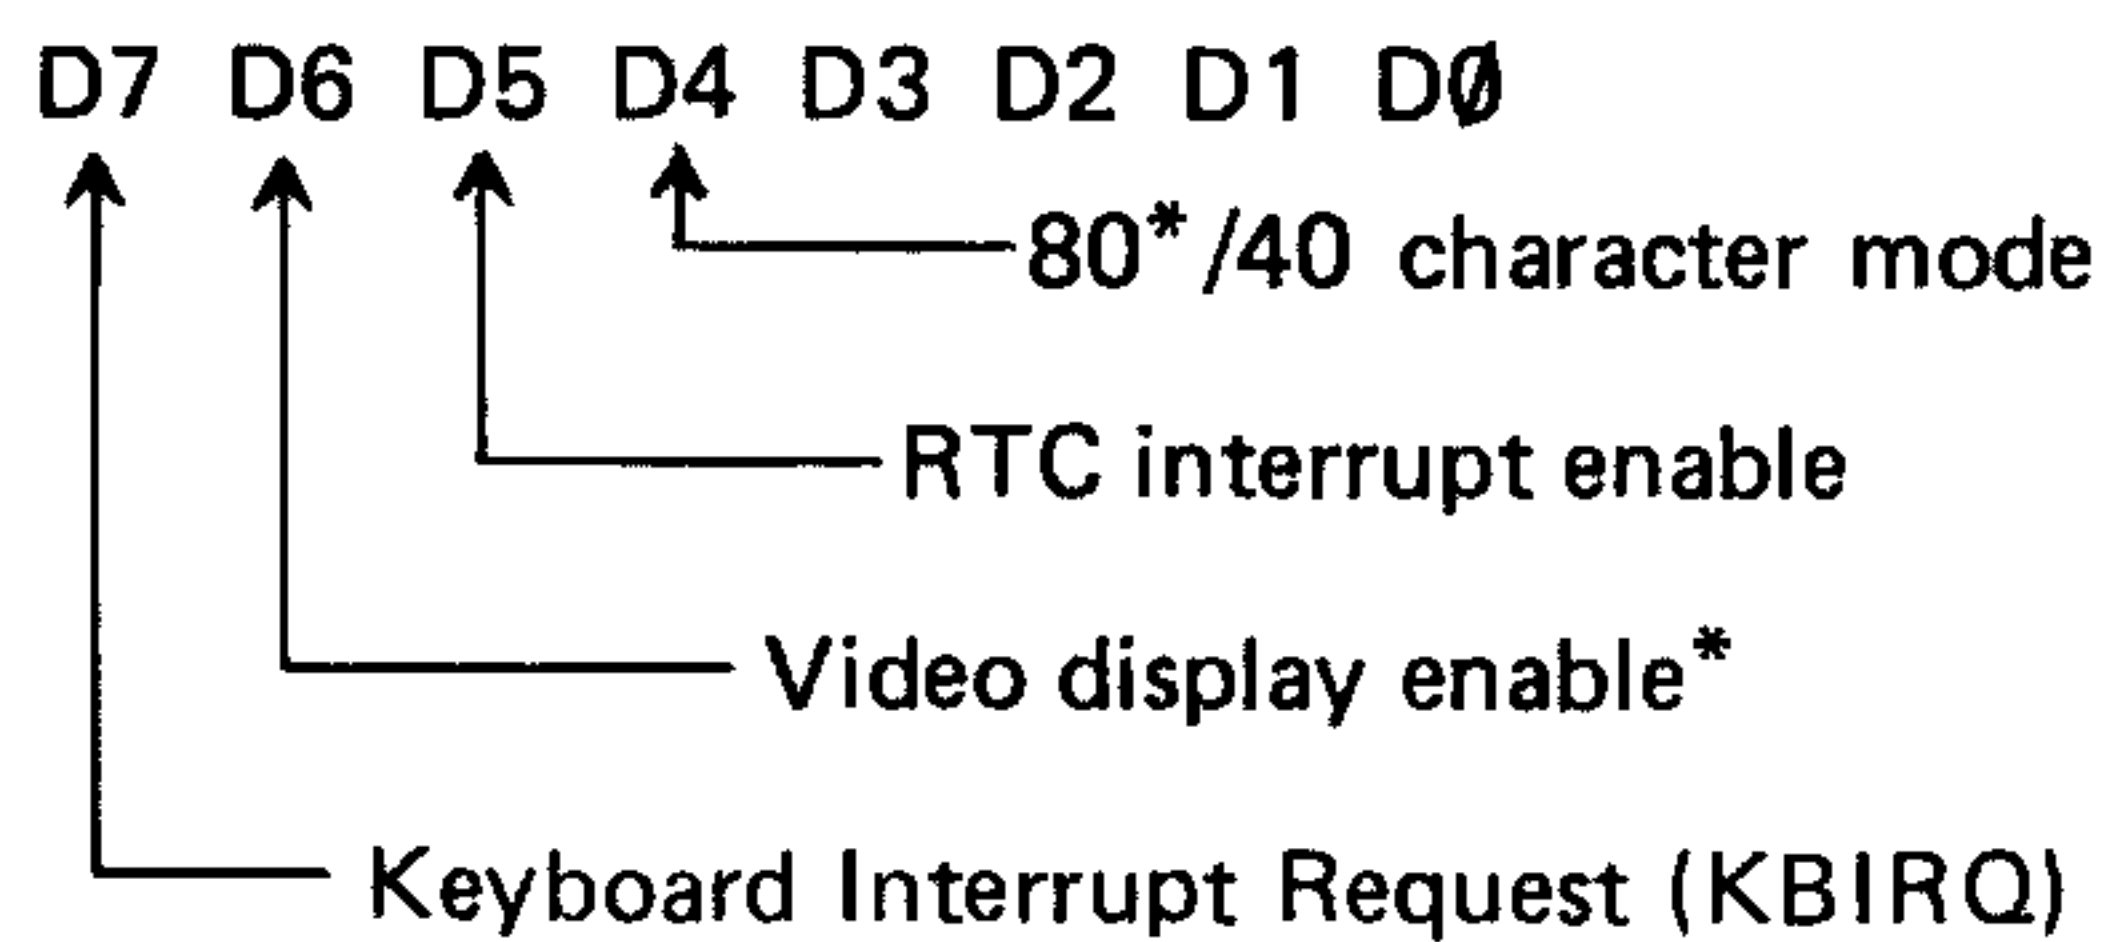 D7 D6 D5 D4 D3 D2 D1 DØ
80*/40 character mode
RTC interrupt enable
Video display enable*
Keyboard Interrupt Request (KBIRQ)